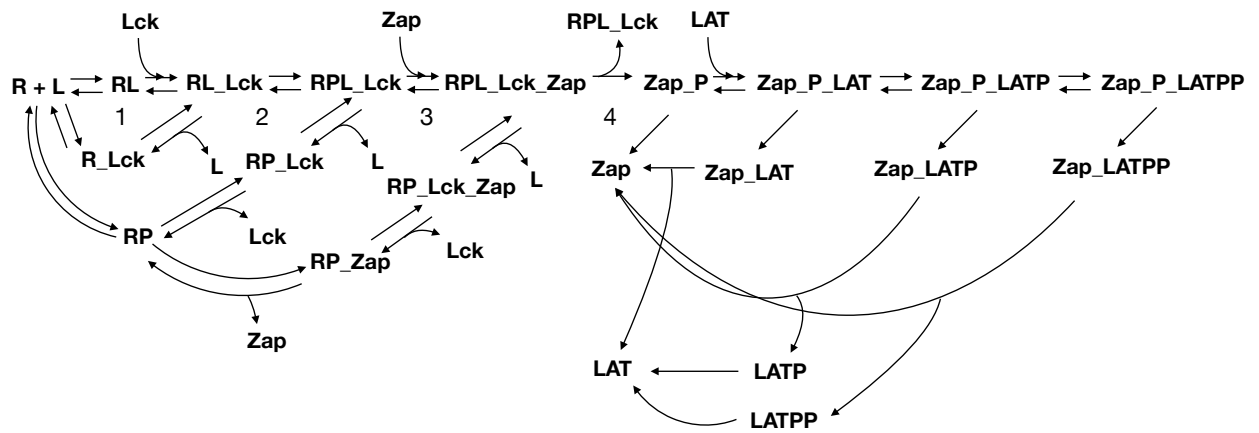 Lck Zap RPL_Lck LAT
R + L RL RL_Lck RPL_Lck RPL_Lck_Zap Zap_P Zap_P_LAT Zap_P_LATP Zap_P_LATPP
1 2 3 4
R_Lck L RP_Lck L RP_Lck_Zap L Zap Zap_LAT Zap_LATP Zap_LATPP
RP Lck RP_Zap Lck
Zap
LAT LATP
LATPP